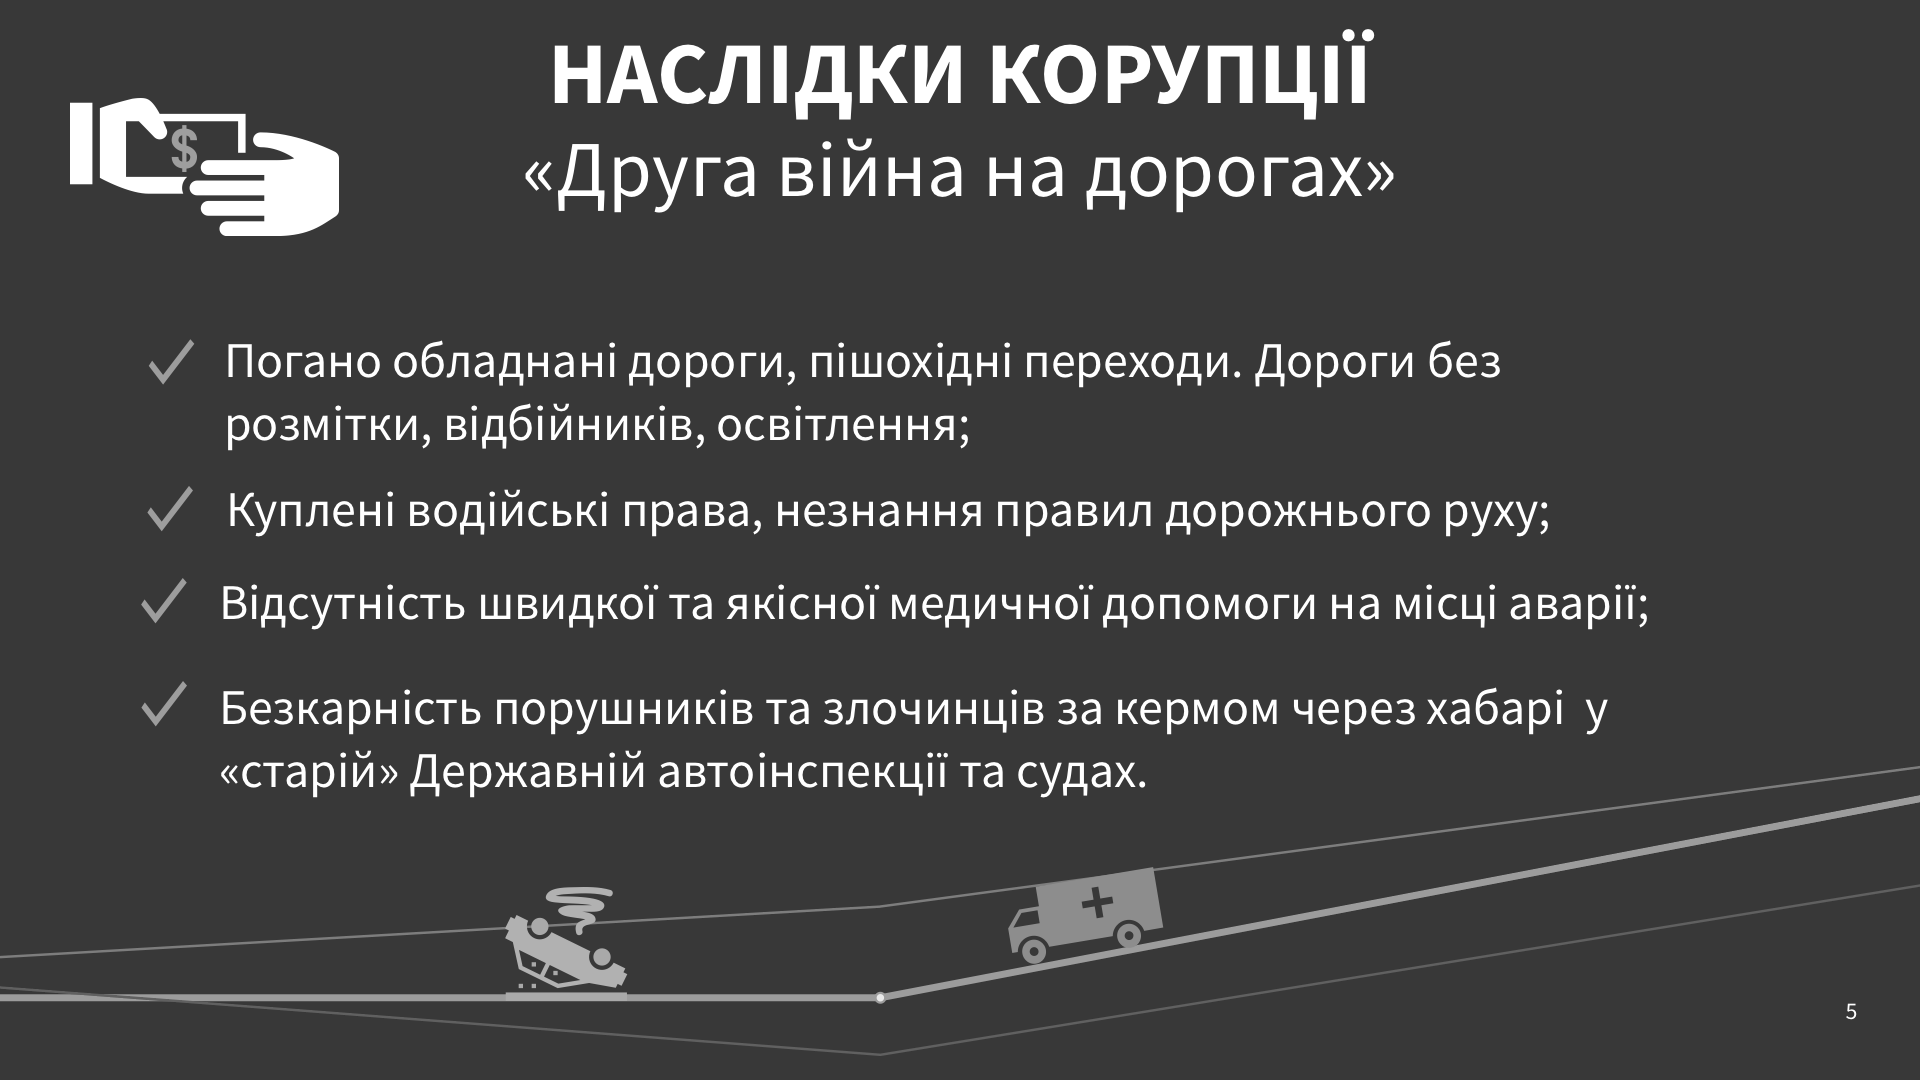 НАСЛІДКИ КОРУПЦІЇ
«Друга війна на дорогах»
$
Погано обладнані дороги, пішохідні переходи. Дороги без
розмітки, відбійників, освітлення;
Куплені водійські права, незнання правил дорожнього руху;
Відсутність швидкої та якісної медичної допомоги на місці аварії;
Безкарність порушників та злочинців за кермом через хабарі  у
«старій» Державній автоінспекції та судах.
5